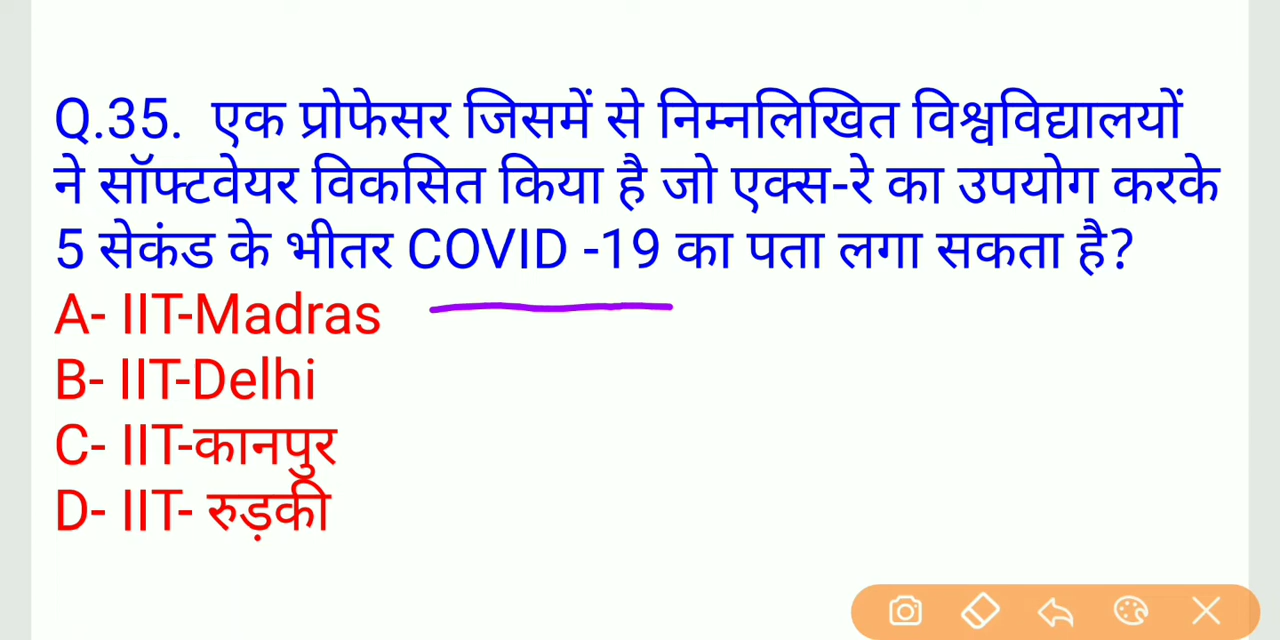 Q.35. एक प्रोफेसर जिसमें से निम्नलिखित विश्वविद्यालयों
ने सॉफ्टवेयर विकसित किया है जो एक्स-रे का उपयोग करके
5 सेकंड के भीतर COVID -19 का पता लगा सकता है?
A- IIT-Madras
B- IIT-Delhi
C- IIT-कानपुर
D- IIT- रुड़की